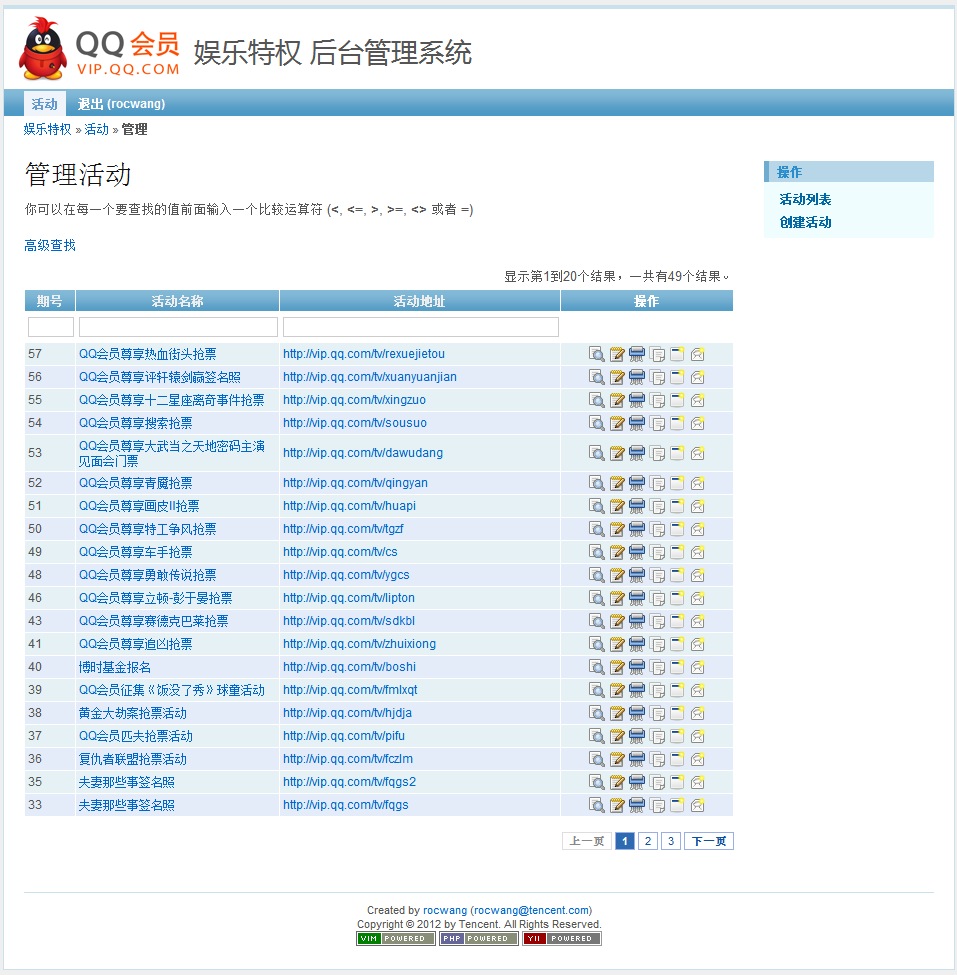 QQ 会员
VIP.QQ.COM
娱乐特权 后台管理系统
活动 退出 (rocwang)
娱乐特权 » 活动 » 管理
管理活动
你可以在每一个要查找的值前面输入一个比较运算符 (<, <=, >, >=, <> 或者 =)
高级查找
操作
活动列表
创建活动
显示第1到20个结果，一共有49个结果。
期号 活动名称 活动地址 操作
57 QQ会员尊享热血街头抢票 http://vip.qq.com/tv/rexuejietou
56 QQ会员尊享评轩辕剑赢签名照 http://vip.qq.com/tv/xuanyuanjian
55 QQ会员尊享十二星座离奇事件抢票 http://vip.qq.com/tv/xingzuo
54 QQ会员尊享搜索抢票 http://vip.qq.com/tv/sousuo
53 QQ会员尊享大武当之天地密码主演 http://vip.qq.com/tv/dawudang
见面会门票
52 QQ会员尊享青魇抢票 http://vip.qq.com/tv/qingyan
51 QQ会员尊享画皮II抢票 http://vip.qq.com/tv/huapi
50 QQ会员尊享特工争风抢票 http://vip.qq.com/tv/tgzf
49 QQ会员尊享车手抢票 http://vip.qq.com/tv/cs
48 QQ会员尊享勇敢传说抢票 http://vip.qq.com/tv/ygcs
46 QQ会员尊享立顿-彭于晏抢票 http://vip.qq.com/tv/lipton
43 QQ会员尊享赛德克巴莱抢票 http://vip.qq.com/tv/sdkbl
41 QQ会员尊享追凶抢票 http://vip.qq.com/tv/zhuixiong
40 博时基金报名 http://vip.qq.com/tv/boshi
39 QQ会员征集《饭没了秀》球童活动 http://vip.qq.com/tv/fmlxqt
38 黄金大劫案抢票活动 http://vip.qq.com/tv/hjdja
37 QQ会员匹夫抢票活动 http://vip.qq.com/tv/pifu
36 复仇者联盟抢票活动 http://vip.qq.com/tv/fczlm
35 夫妻那些事签名照 http://vip.qq.com/tv/fqgs2
33 夫妻那些事签名照 http://vip.qq.com/tv/fqgs
上一页 1 2 3 下一页
Created by rocwang (rocwang@tencent.com)
Copyright © 2012 by Tencent. All Rights Reserved.
VIM POWERED PHP POWERED YII POWERED